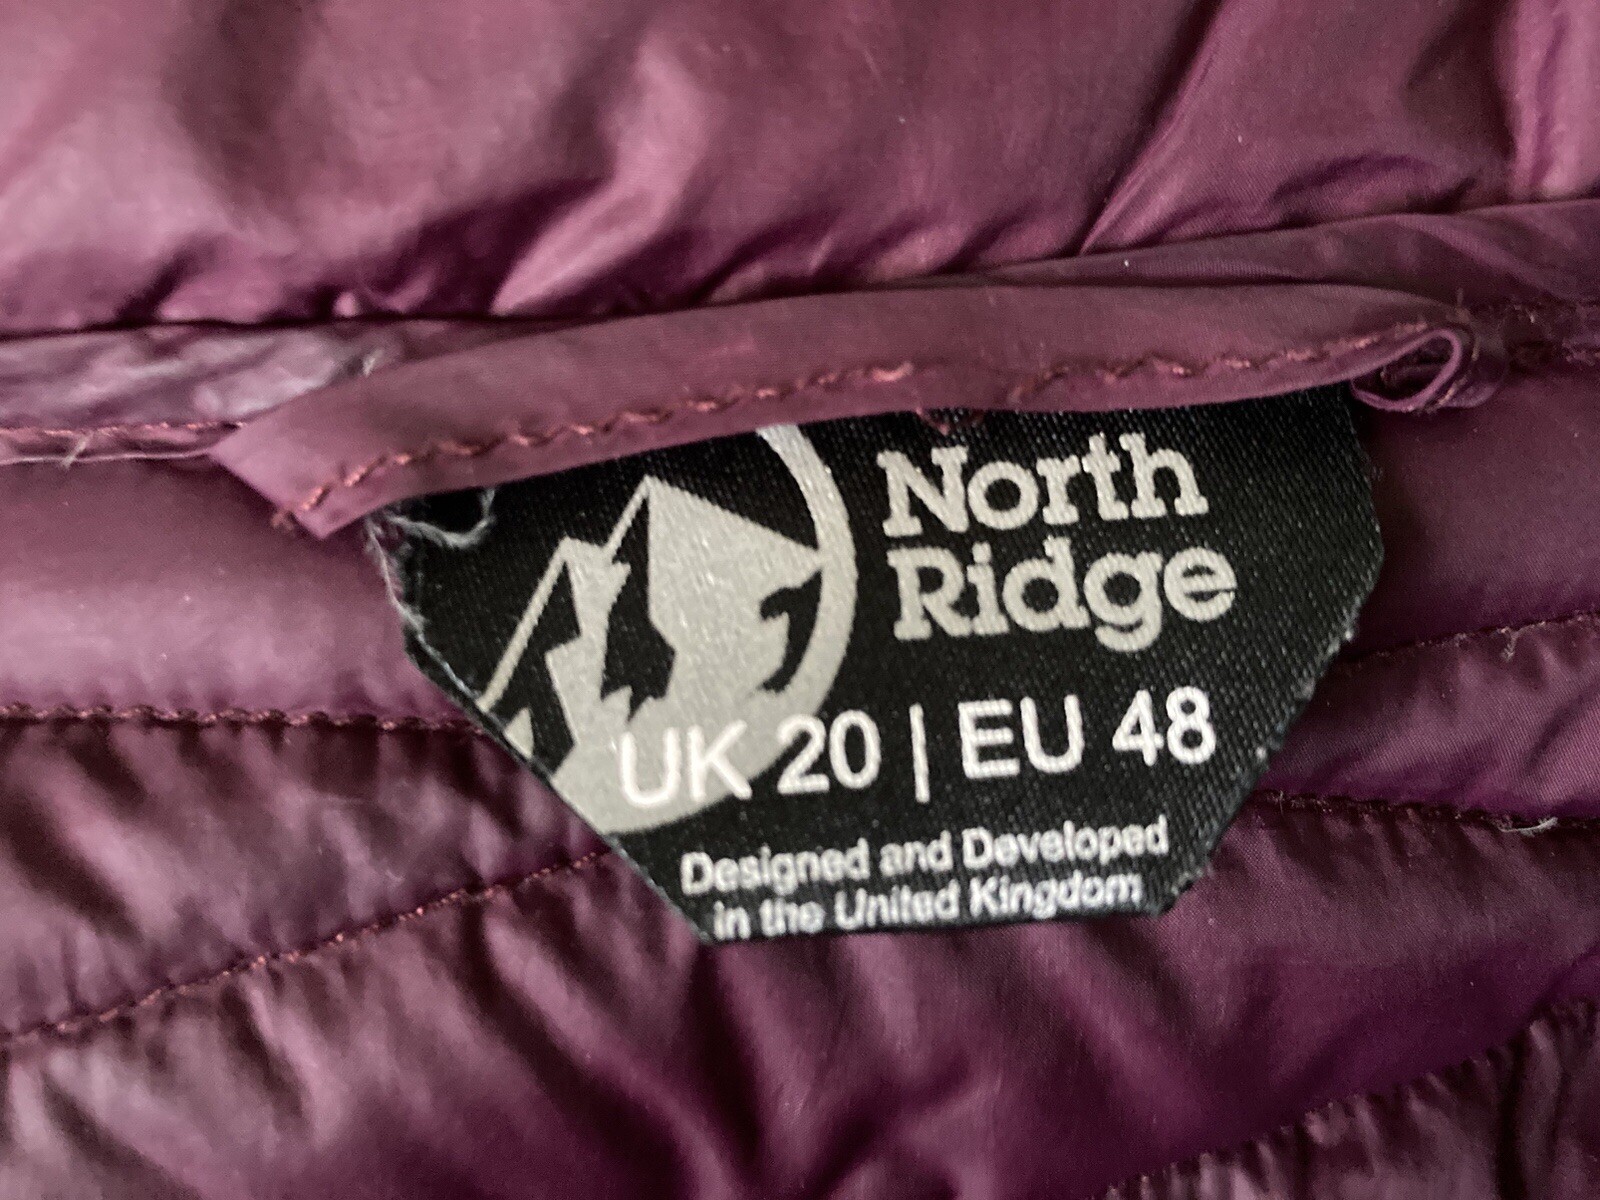 North
Ridge
UK 20 | EU 48
Designed and Developed
in the United Kingdom